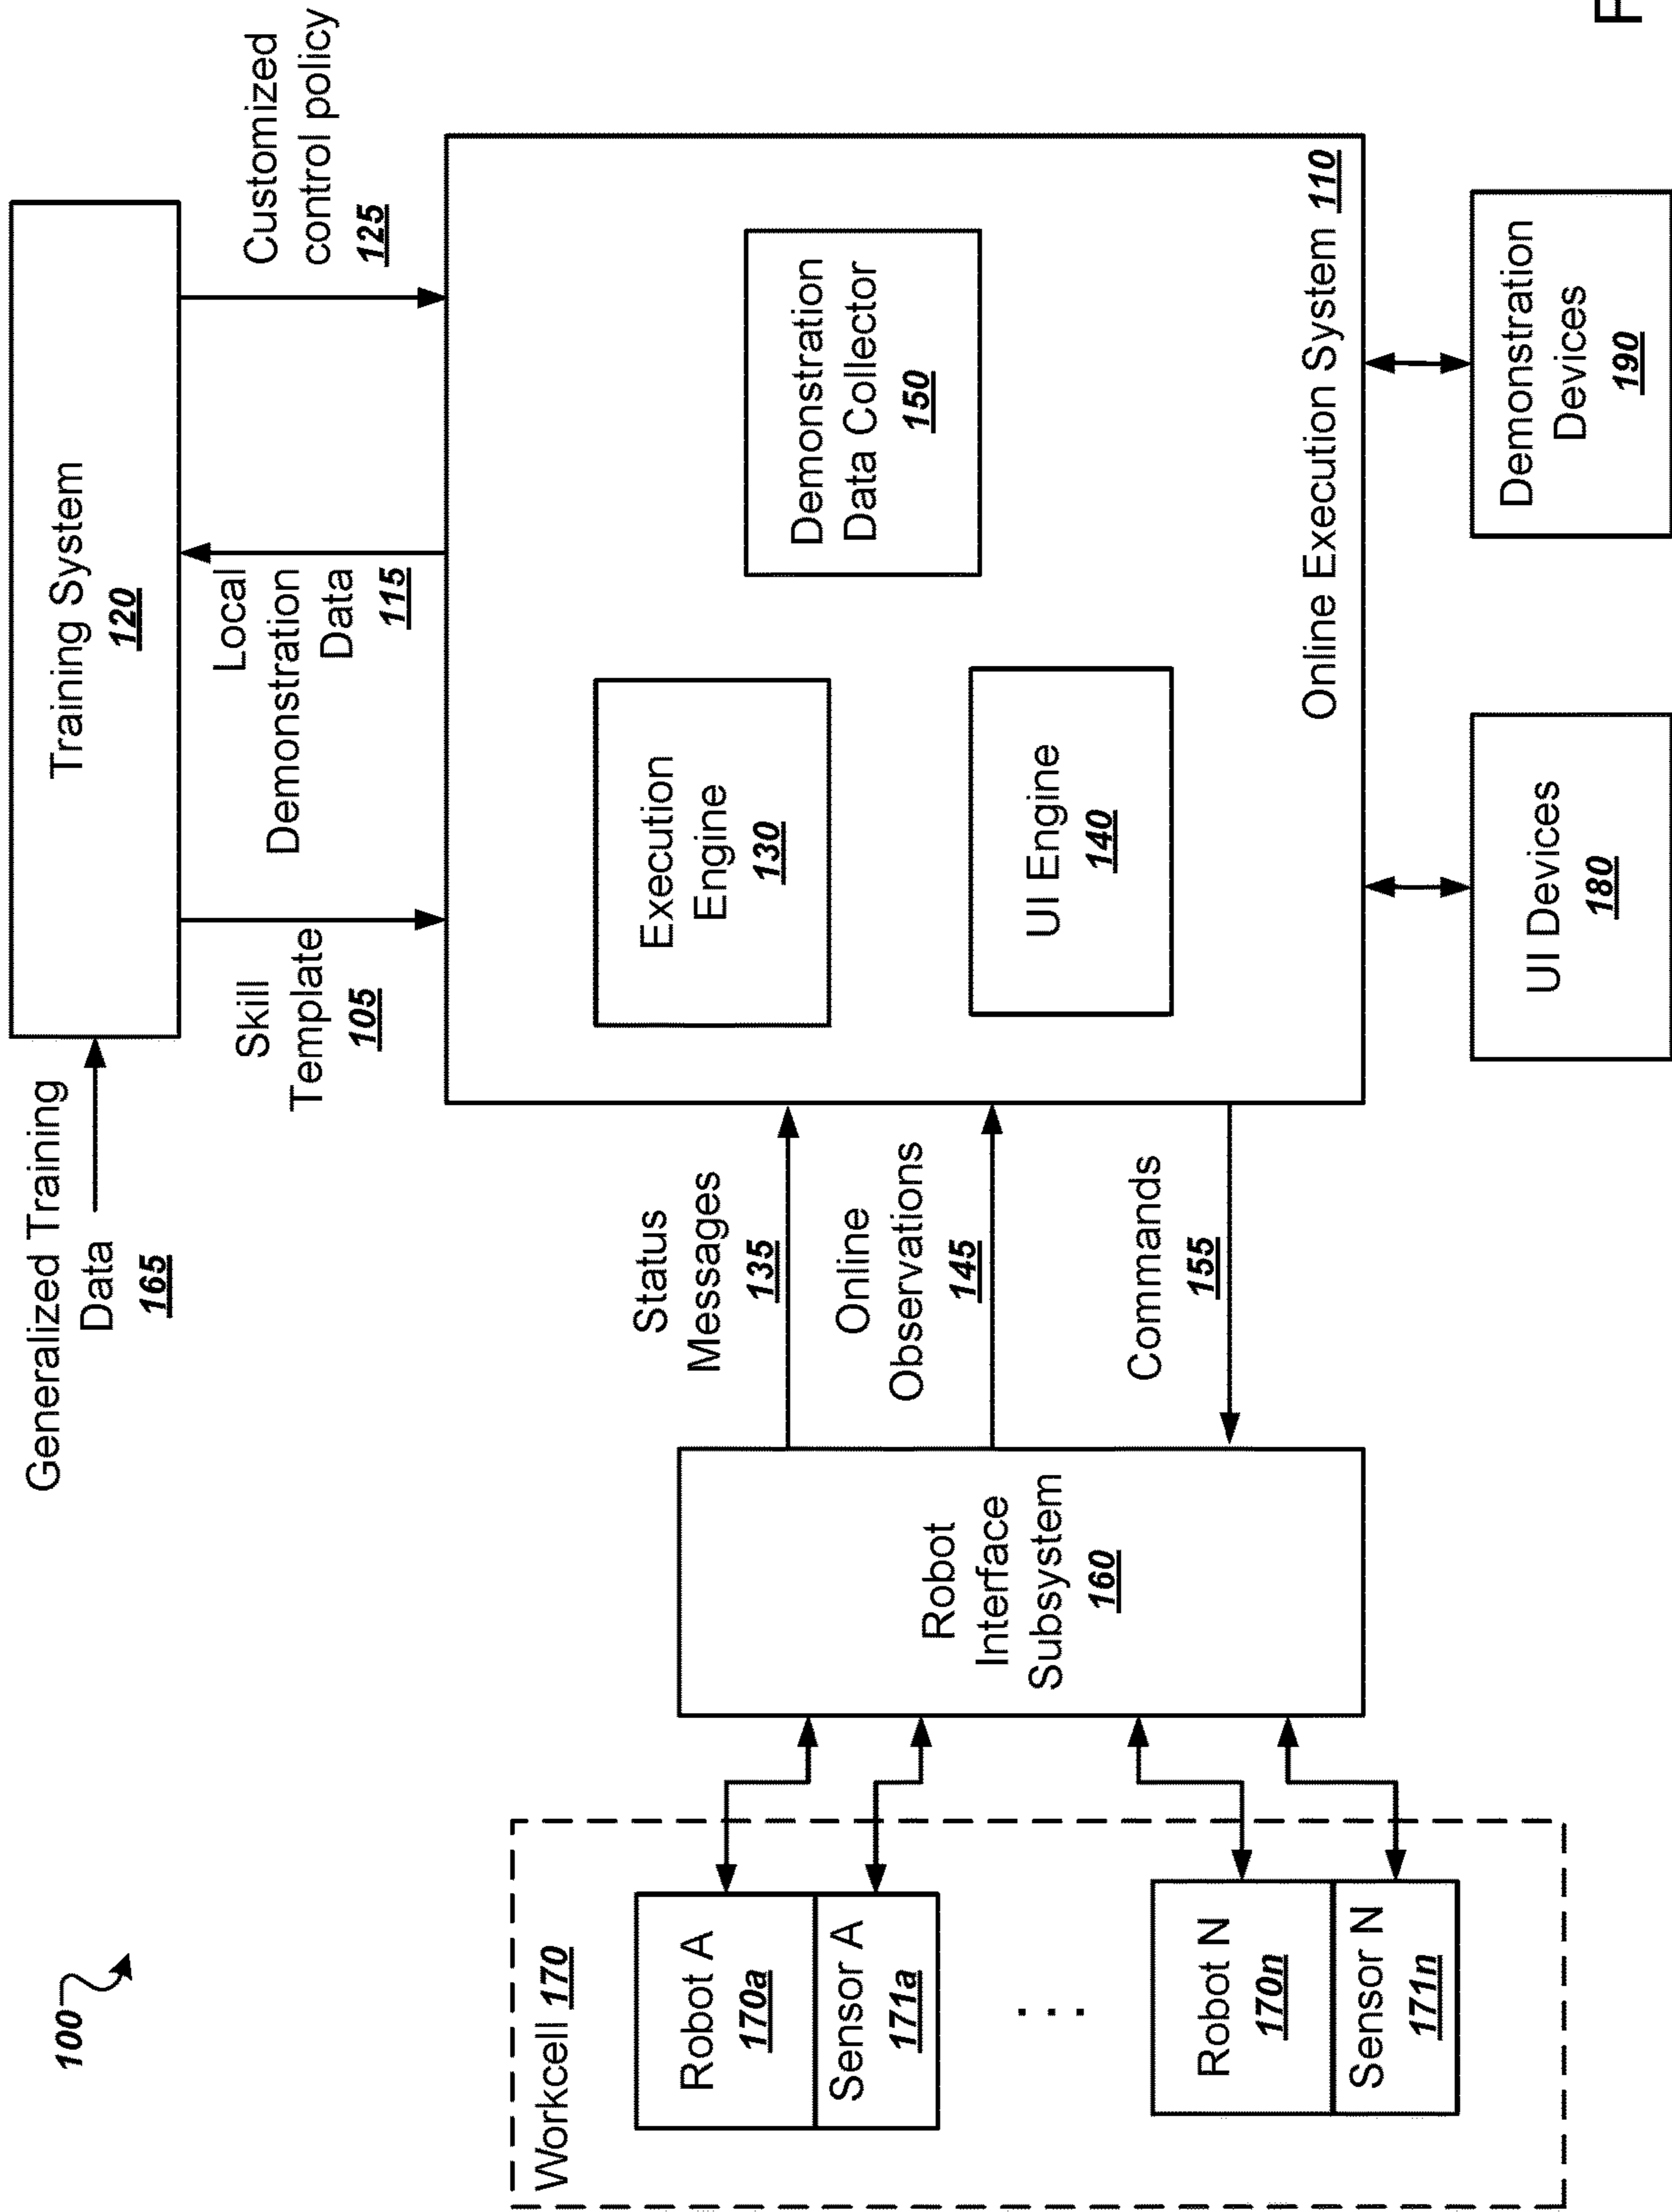 100
Generalized Training
Data
165
Training System
120
Skill
Template
105
Local
Demonstration
Data
115
Customized
control policy
125
Workcell 170
Robot A
170a
Sensor A
171a
. . .
Robot N
170n
Sensor N
171n
Robot
Interface
Subsystem
160
Status
Messages
135
Online
Observations
145
Commands
155
Execution
Engine
130
Demonstration
Data Collector
150
UI Engine
140
Online Execution System 110
UI Devices
180
Demonstration
Devices
190